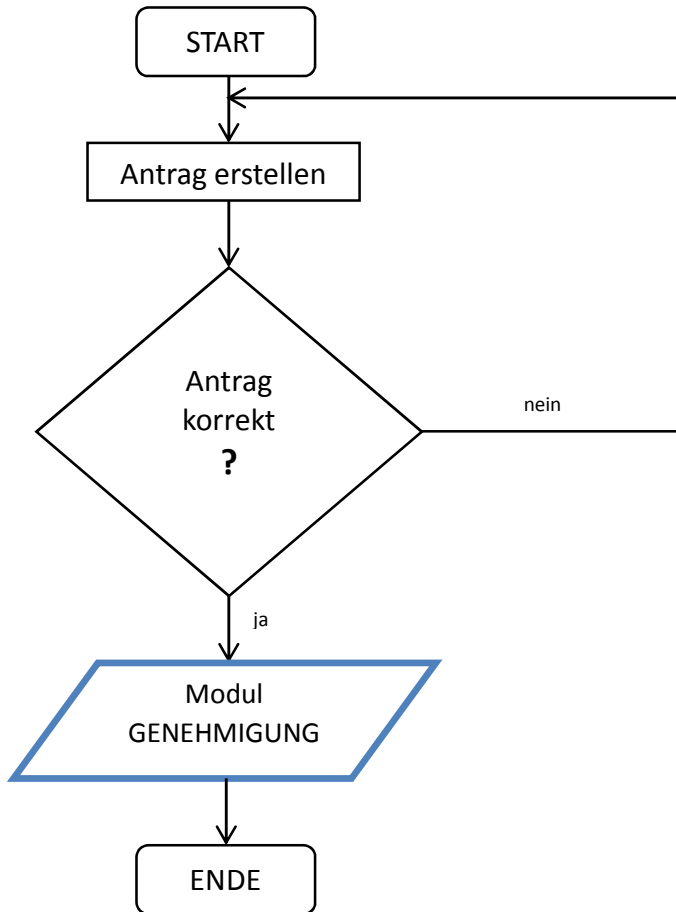 START
Antrag erstellen
Antrag
korrekt
?
nein
ja
Modul
GENEHMIGUNG
ENDE